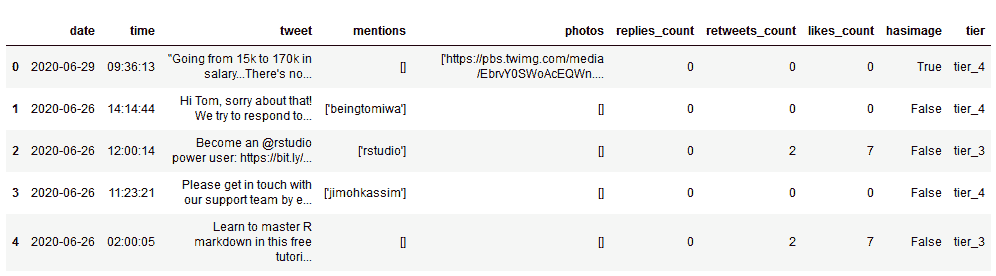 date time tweet mentions photos replies_count retweets_count likes_count hasimage tier
0 2020-06-29 09:36:13 "Going from 15k to 170k in salary...There's no... [] ['https://pbs.twimg.com/media/EbrvY0SWoAcEQWn.... 0 0 0 True tier_4
1 2020-06-26 14:14:44 Hi Tom, sorry about that! We try to respond to... ['beingtomiwa'] [] 0 0 0 False tier_4
2 2020-06-26 12:00:14 Become an @rstudio power user: https://bit.ly/... ['rstudio'] [] 0 2 7 False tier_3
3 2020-06-26 11:23:21 Please get in touch with our support team by e... ['jimohkassim'] [] 0 0 0 False tier_4
4 2020-06-26 02:00:05 Learn to master R markdown in this free tutori... [] [] 0 2 7 False tier_3